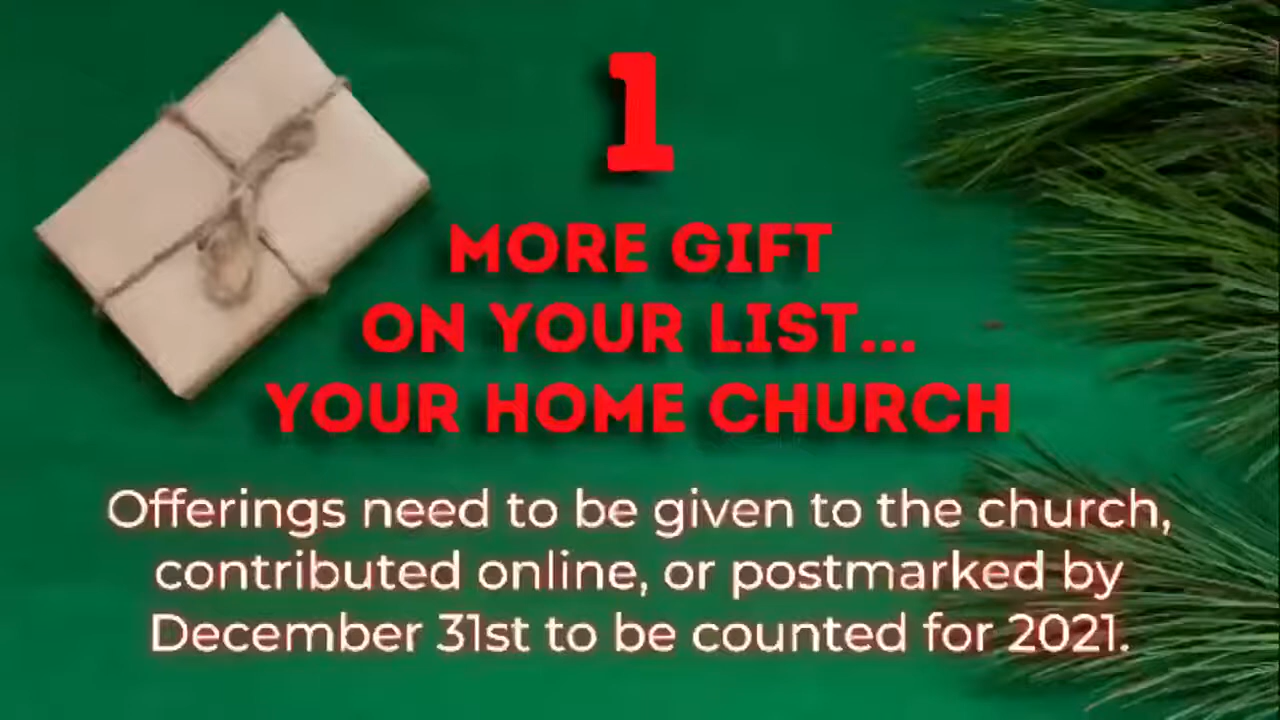 1
MORE GIFT
ON YOUR LIST...
YOUR HOME CHURCH
Offerings need to be given to the church,
contributed online, or postmarked by
December 31st to be counted for 2021.